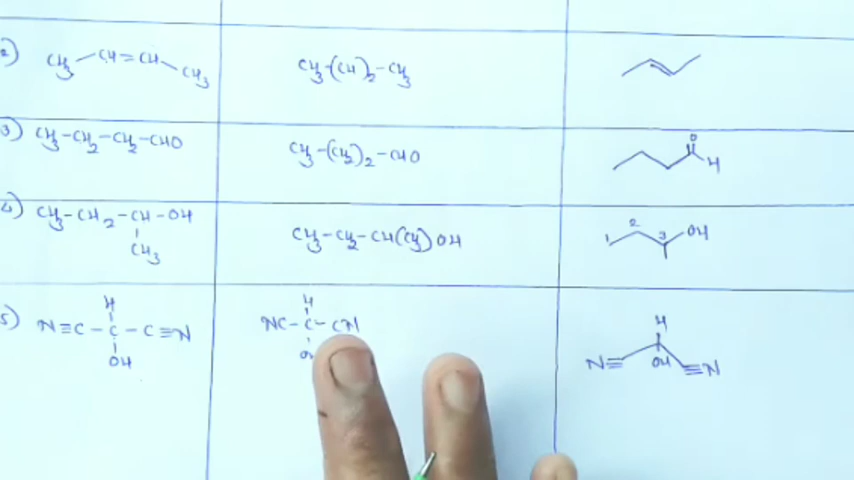 2) CH₃-CH=CH-CH₃ CH₃-(CH)₂-CH₃
3) CH₃-CH₂-CH₂-CHO CH₃-(CH₂)₂-CHO O
H
4) CH₃-CH₂-CH-OH CH₃-CH₂-CH(CH₃)OH 1 2 3 OH
CH₃
H H H
5) N≡C-C-C≡N NC-C-CN N≡ ≡N
OH OH